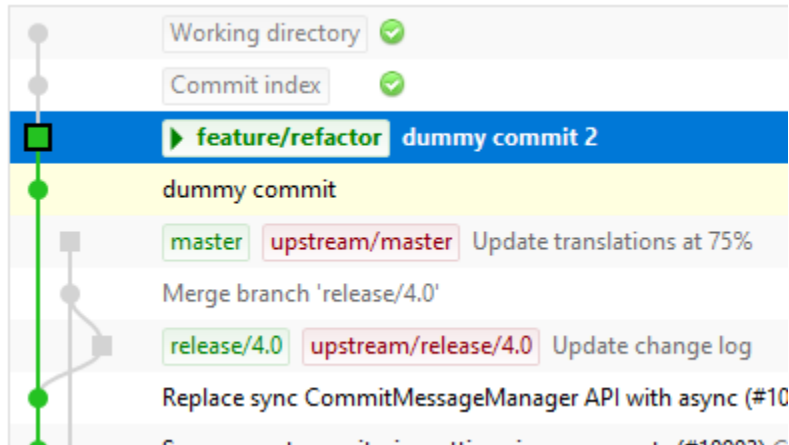 Working directory
Commit index
feature/refactor dummy commit 2
dummy commit
master upstream/master Update translations at 75%
Merge branch 'release/4.0'
release/4.0 upstream/release/4.0 Update change log
Replace sync CommitMessageManager API with async (#10